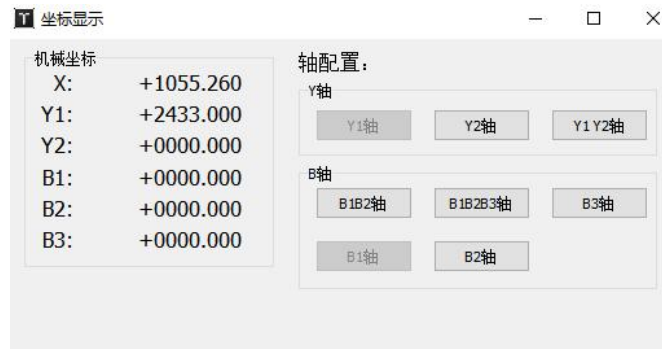 坐标显示
机械坐标
X: +1055.260
Y1: +2433.000
Y2: +0000.000
B1: +0000.000
B2: +0000.000
B3: +0000.000
轴配置：
Y轴
Y1轴 Y2轴 Y1Y2轴
B轴
B1B2轴 B1B2B3轴 B3轴
B1轴 B2轴